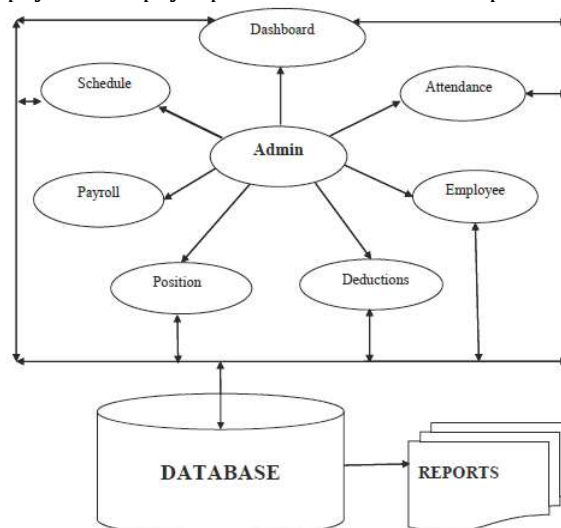 Dashboard
Schedule
Attendance
Admin
Payroll
Employee
Position
Deductions
DATABASE
REPORTS